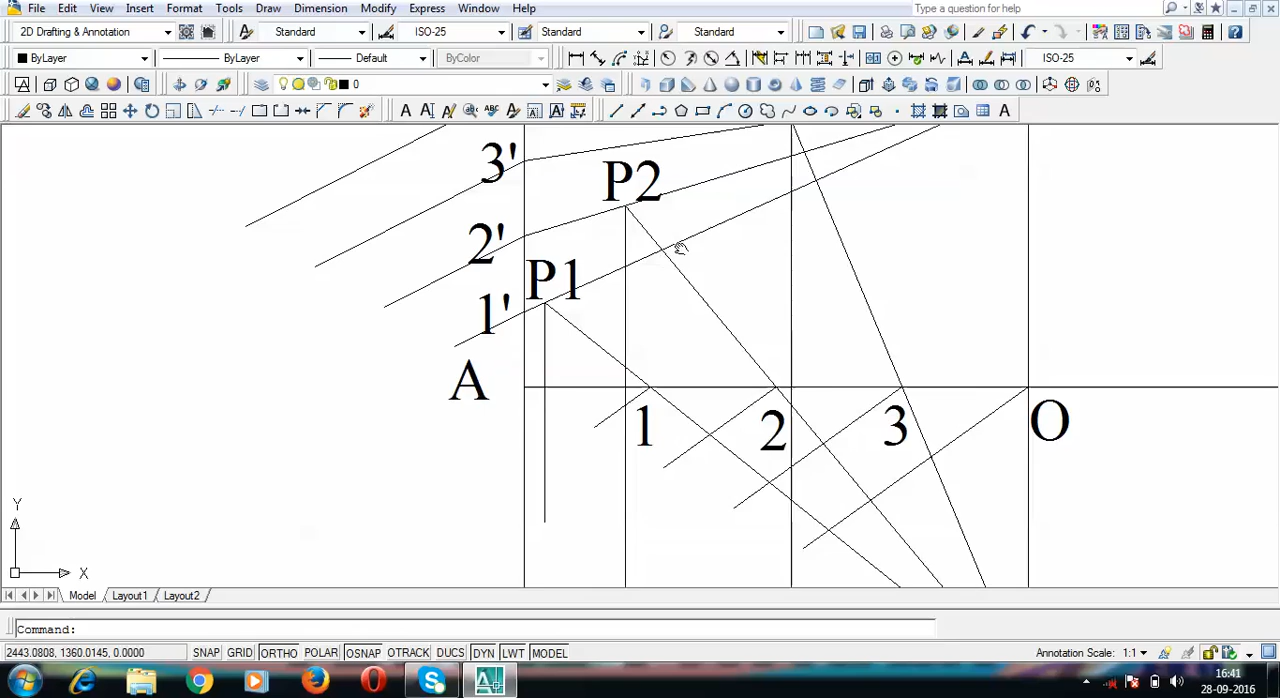 File Edit View Insert Format Tools Draw Dimension Modify Express Window Help Type a question for help
2D Drafting & Annotation Standard ISO-25 Standard Standard
ByLayer ByLayer Default ByColor ISO-25
0
3'
P2
2'
P1
1'
A
1 2 3 O
Y
X
Model Layout1 Layout2
Command:
2443.0808, 1360.0145, 0.0000 SNAP GRID ORTHO POLAR OSNAP OTRACK DUCS DYN LWT MODEL Annotation Scale: 1:1
16:41
28-09-2016